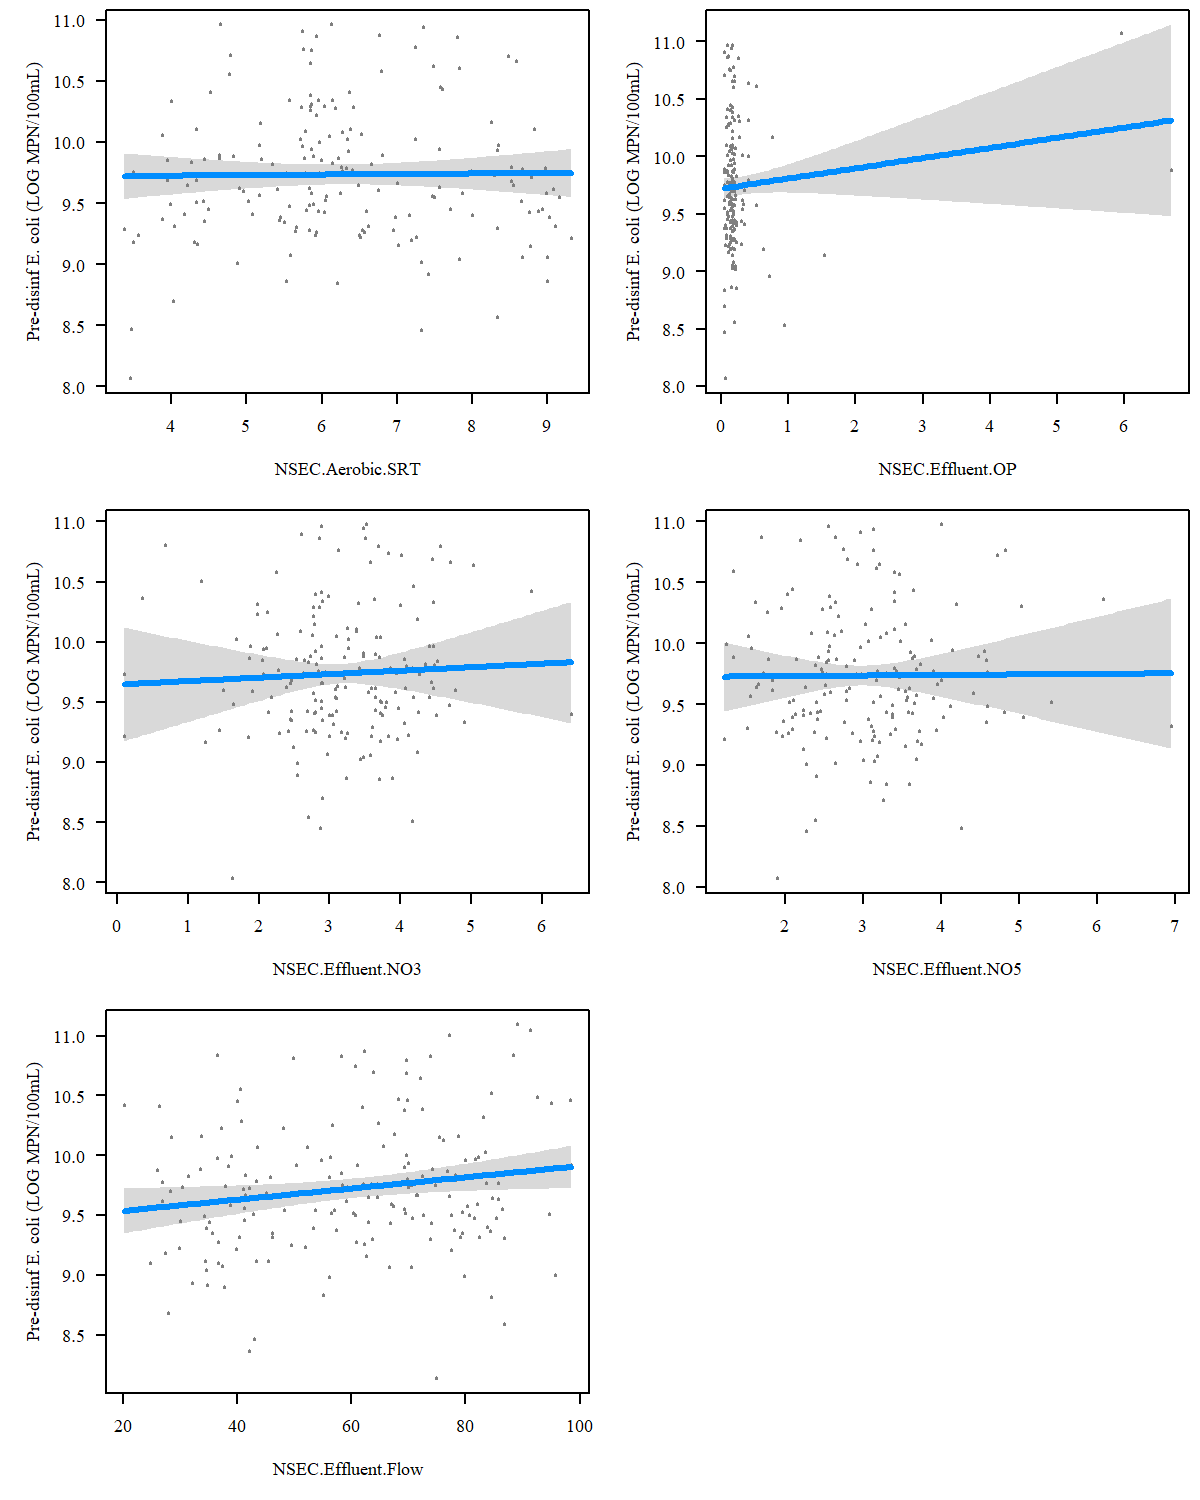 11.0
10.5
10.0
9.5
9.0
8.5
8.0
Pre-disinf E. coli (LOG MPN/100mL)
4 5 6 7 8 9
NSEC.Aerobic.SRT
11.0
10.5
10.0
9.5
9.0
8.5
8.0
Pre-disinf E. coli (LOG MPN/100mL)
0 1 2 3 4 5 6
NSEC.Effluent.OP
11.0
10.5
10.0
9.5
9.0
8.5
8.0
Pre-disinf E. coli (LOG MPN/100mL)
0 1 2 3 4 5 6
NSEC.Effluent.NO3
11.0
10.5
10.0
9.5
9.0
8.5
8.0
Pre-disinf E. coli (LOG MPN/100mL)
2 3 4 5 6 7
NSEC.Effluent.NO5
11.0
10.5
10.0
9.5
9.0
8.5
Pre-disinf E. coli (LOG MPN/100mL)
20 40 60 80 100
NSEC.Effluent.Flow